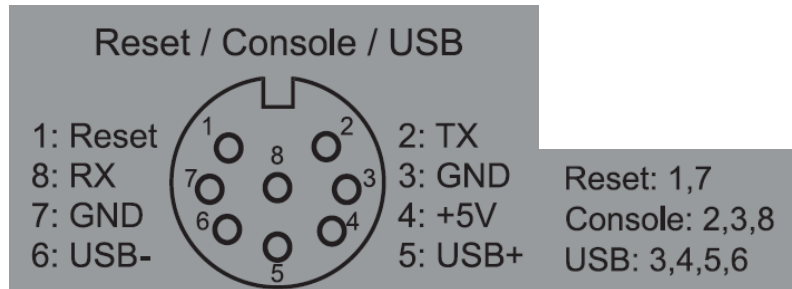 Reset / Console / USB
1: Reset
8: RX
7: GND
6: USB-
1
2
8
7
3
6
4
5
2: TX
3: GND
4: +5V
5: USB+
Reset: 1,7
Console: 2,3,8
USB: 3,4,5,6